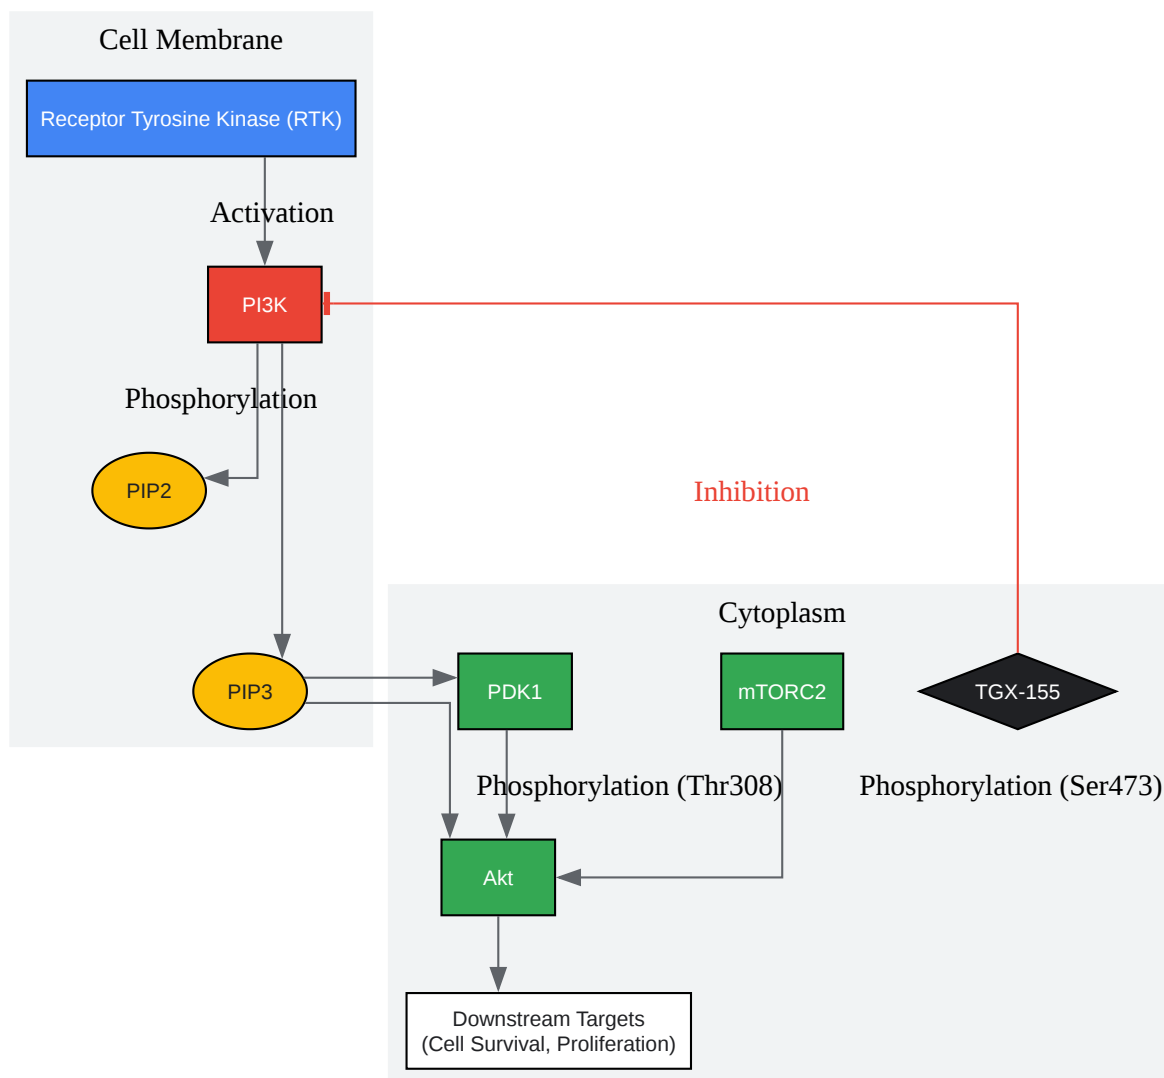 Cell Membrane
Receptor Tyrosine Kinase (RTK)
Activation
PI3K
Phosphorylation
PIP2
Inhibition
Cytoplasm
PIP3
PDK1
mTORC2
TGX-155
Phosphorylation (Thr308)
Phosphorylation (Ser473)
Akt
Downstream Targets
(Cell Survival, Proliferation)